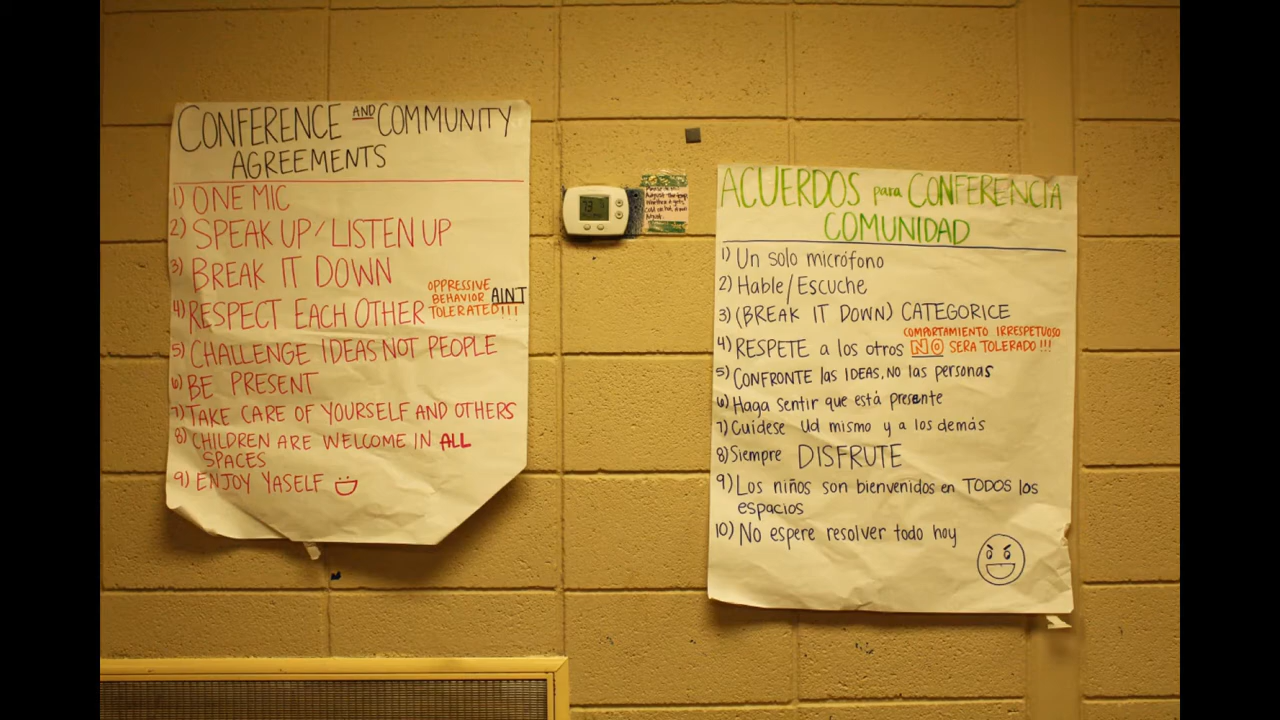 CONFERENCE AND COMMUNITY
AGREEMENTS
1) ONE MIC
2) SPEAK UP / LISTEN UP
3) BREAK IT DOWN
4) RESPECT EACH OTHER OPPRESSIVE
BEHAVIOR AINT
TOLERATED!!!
5) CHALLENGE IDEAS NOT PEOPLE
6) BE PRESENT
7) TAKE CARE OF YOURSELF AND OTHERS
8) CHILDREN ARE WELCOME IN ALL
SPACES
9) ENJOY YASELF
73
ACUERDOS para CONFERENCIA
COMUNIDAD
1) Un solo micrófono
2) Hable/Escuche
3) (BREAK IT DOWN) CATEGORICE
4) RESPETE a los otros COMPORTAMIENTO IRRESPETUOSO
NO SERA TOLERADO!!!
5) CONFRONTE las IDEAS, NO las personas
6) Haga sentir que está presente
7) Cuídese Ud mismo y a los demás
8) Siempre DISFRUTE
9) Los niños son bienvenidos en TODOS los
espacios
10) No espere resolver todo hoy